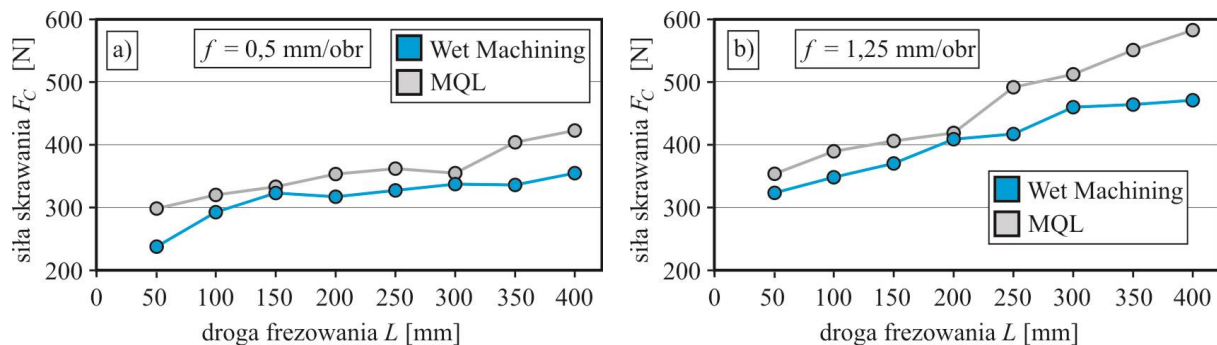 a)
f = 0,5 mm/obr
Wet Machining
MQL
siła skrawania FC [N]
600
500
400
300
200
0 50 100 150 200 250 300 350 400
droga frezowania L [mm]
b)
f = 1,25 mm/obr
Wet Machining
MQL
siła skrawania FC [N]
600
500
400
300
200
0 50 100 150 200 250 300 350 400
droga frezowania L [mm]